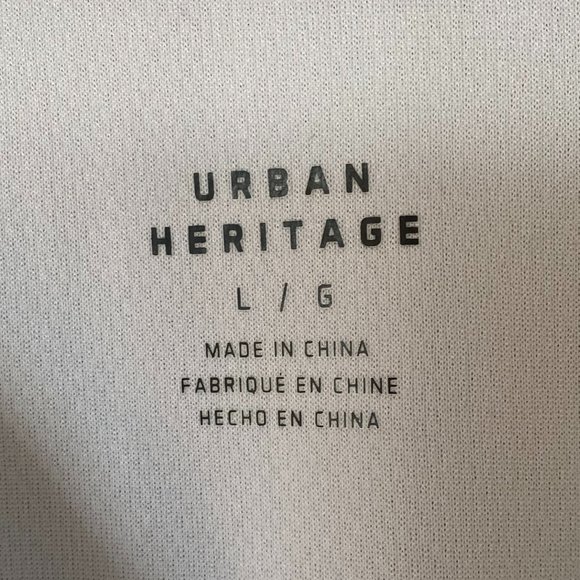 URBAN
HERITAGE
L / G
MADE IN CHINA
FABRIQUÉ EN CHINE
HECHO EN CHINA